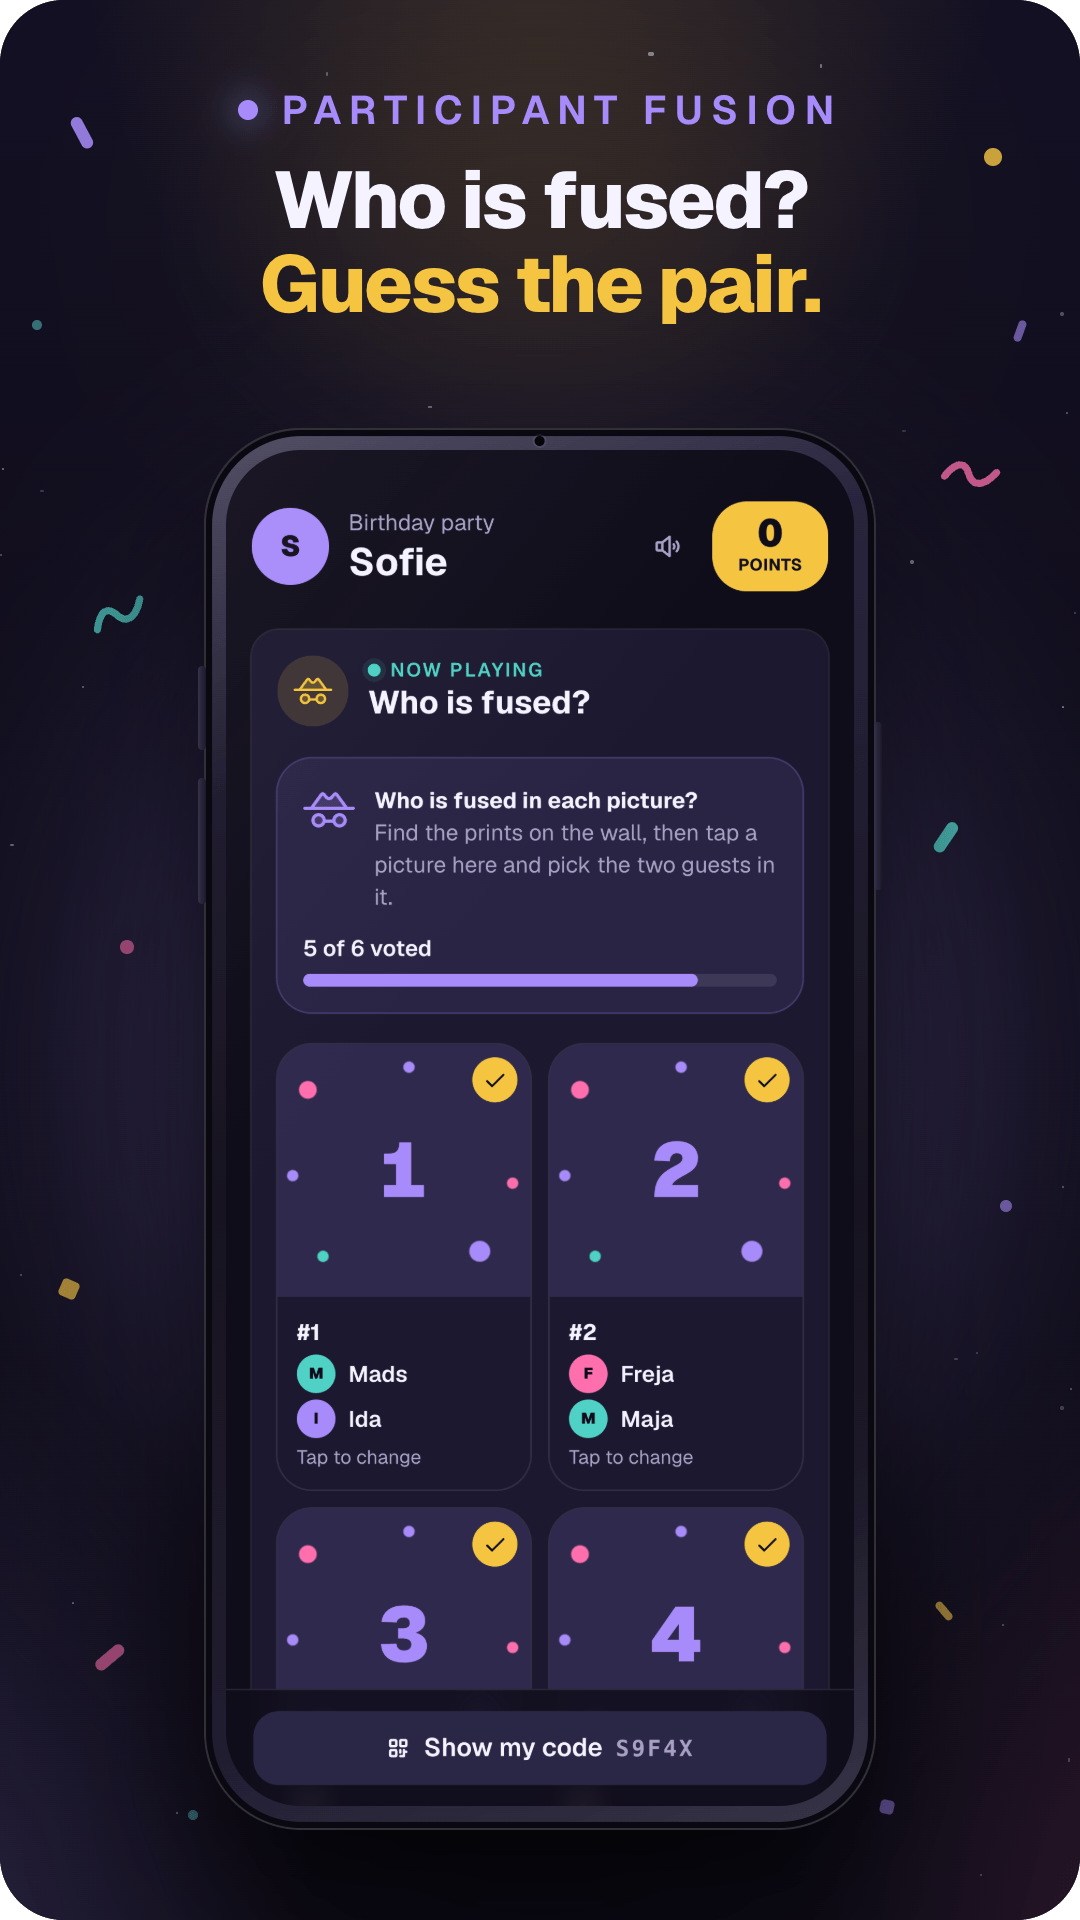 PARTICIPANT FUSION
Who is fused?
Guess the pair.
S
Birthday party
Sofie
0
POINTS
NOW PLAYING
Who is fused?
Who is fused in each picture?
Find the prints on the wall, then tap a
picture here and pick the two guests in
it.
5 of 6 voted
1
2
#1
M Mads
I Ida
Tap to change
#2
F Freja
M Maja
Tap to change
3
4
Show my code S9F4X